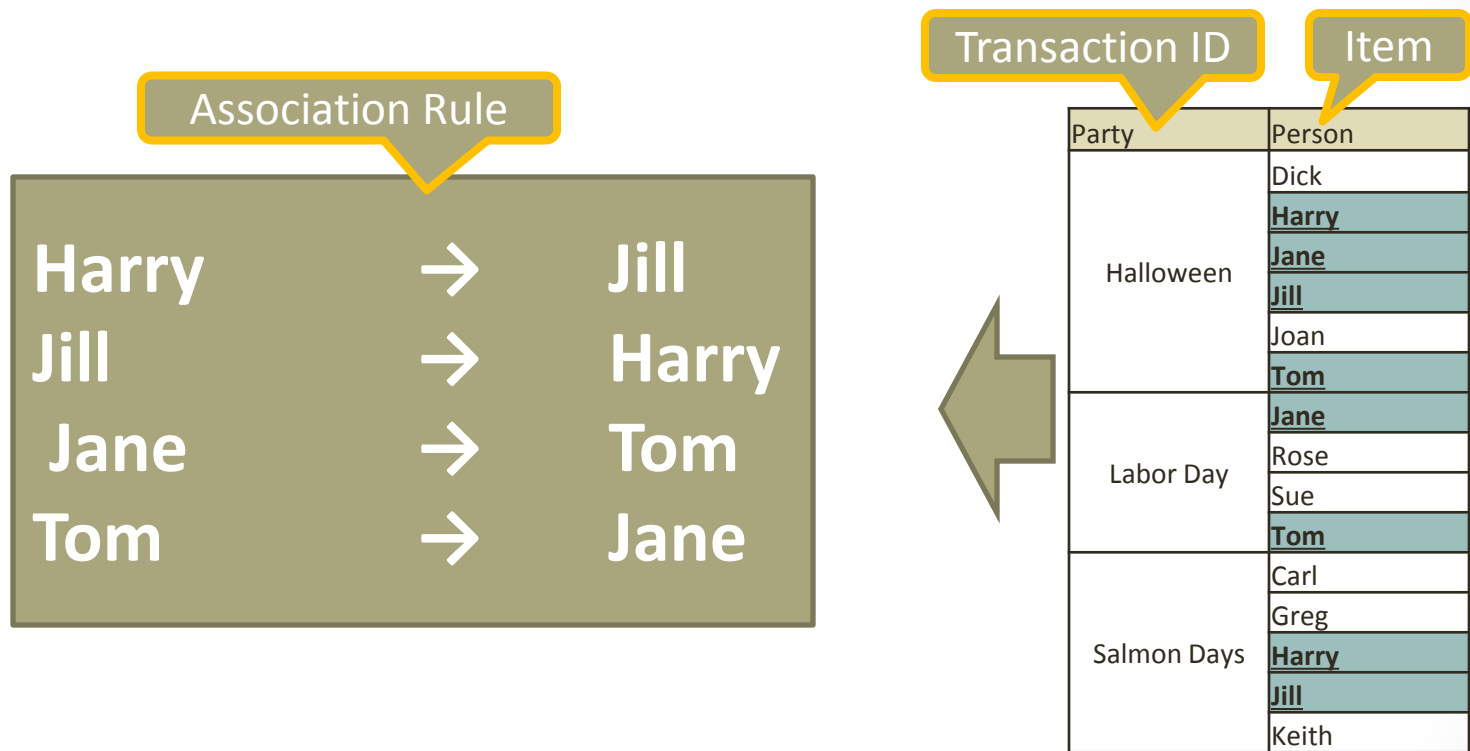 Association Rule
Harry → Jill
Jill → Harry
Jane → Tom
Tom → Jane
Transaction ID
Item
Party Person
Halloween
Dick
Harry
Jane
Jill
Joan
Tom
Labor Day
Jane
Rose
Sue
Tom
Salmon Days
Carl
Greg
Harry
Jill
Keith